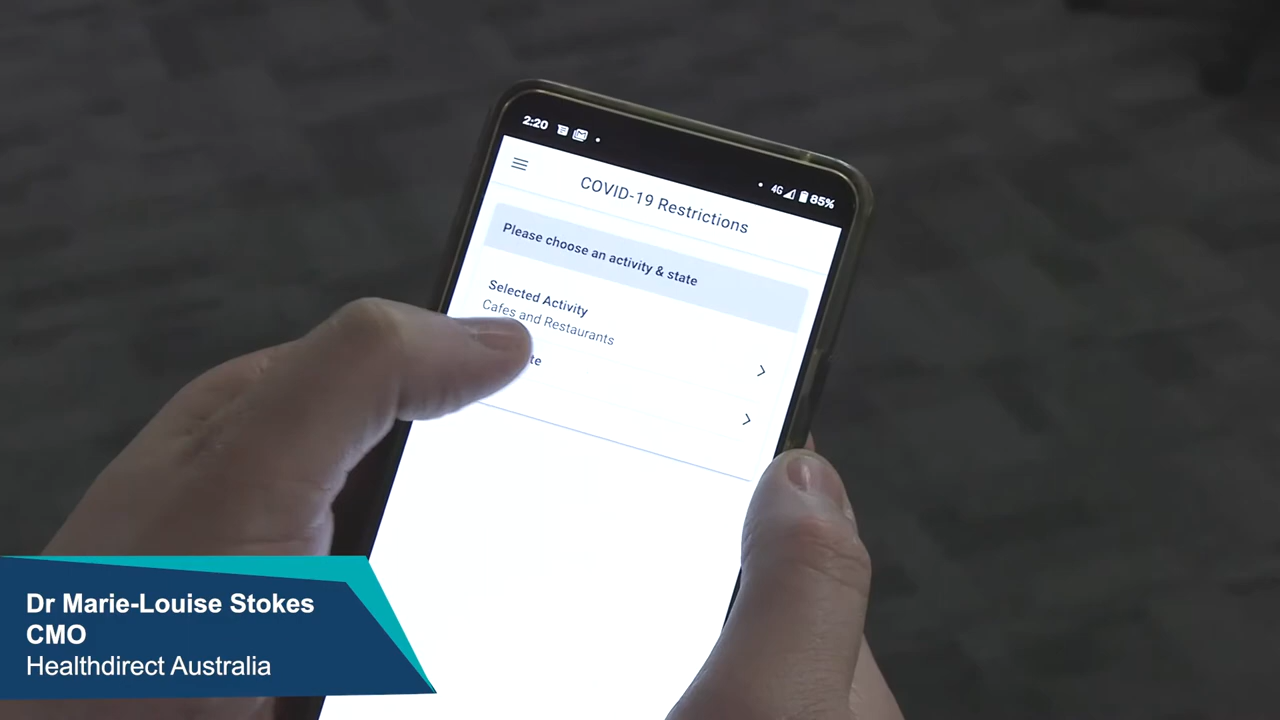 2:20
4G 85%
COVID-19 Restrictions
Please choose an activity & state
Selected Activity
Cafes and Restaurants
Dr Marie-Louise Stokes
CMO
Healthdirect Australia